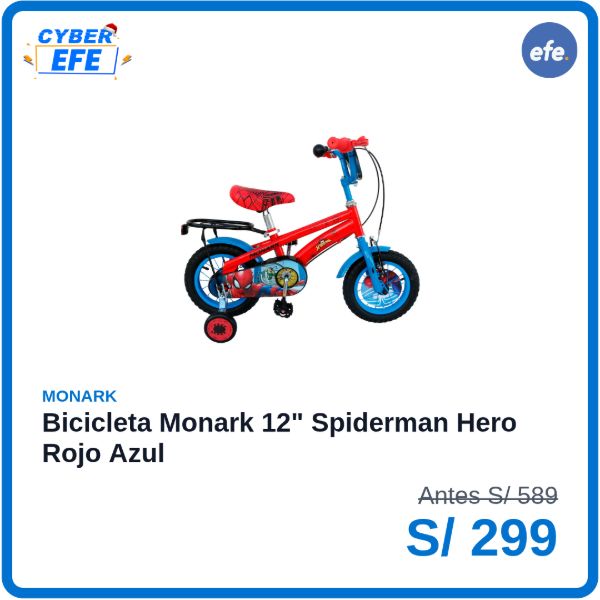 CYBER
EFE
efe.
MONARK
Bicicleta Monark 12" Spiderman Hero
Rojo Azul
Antes S/ 589
S/ 299